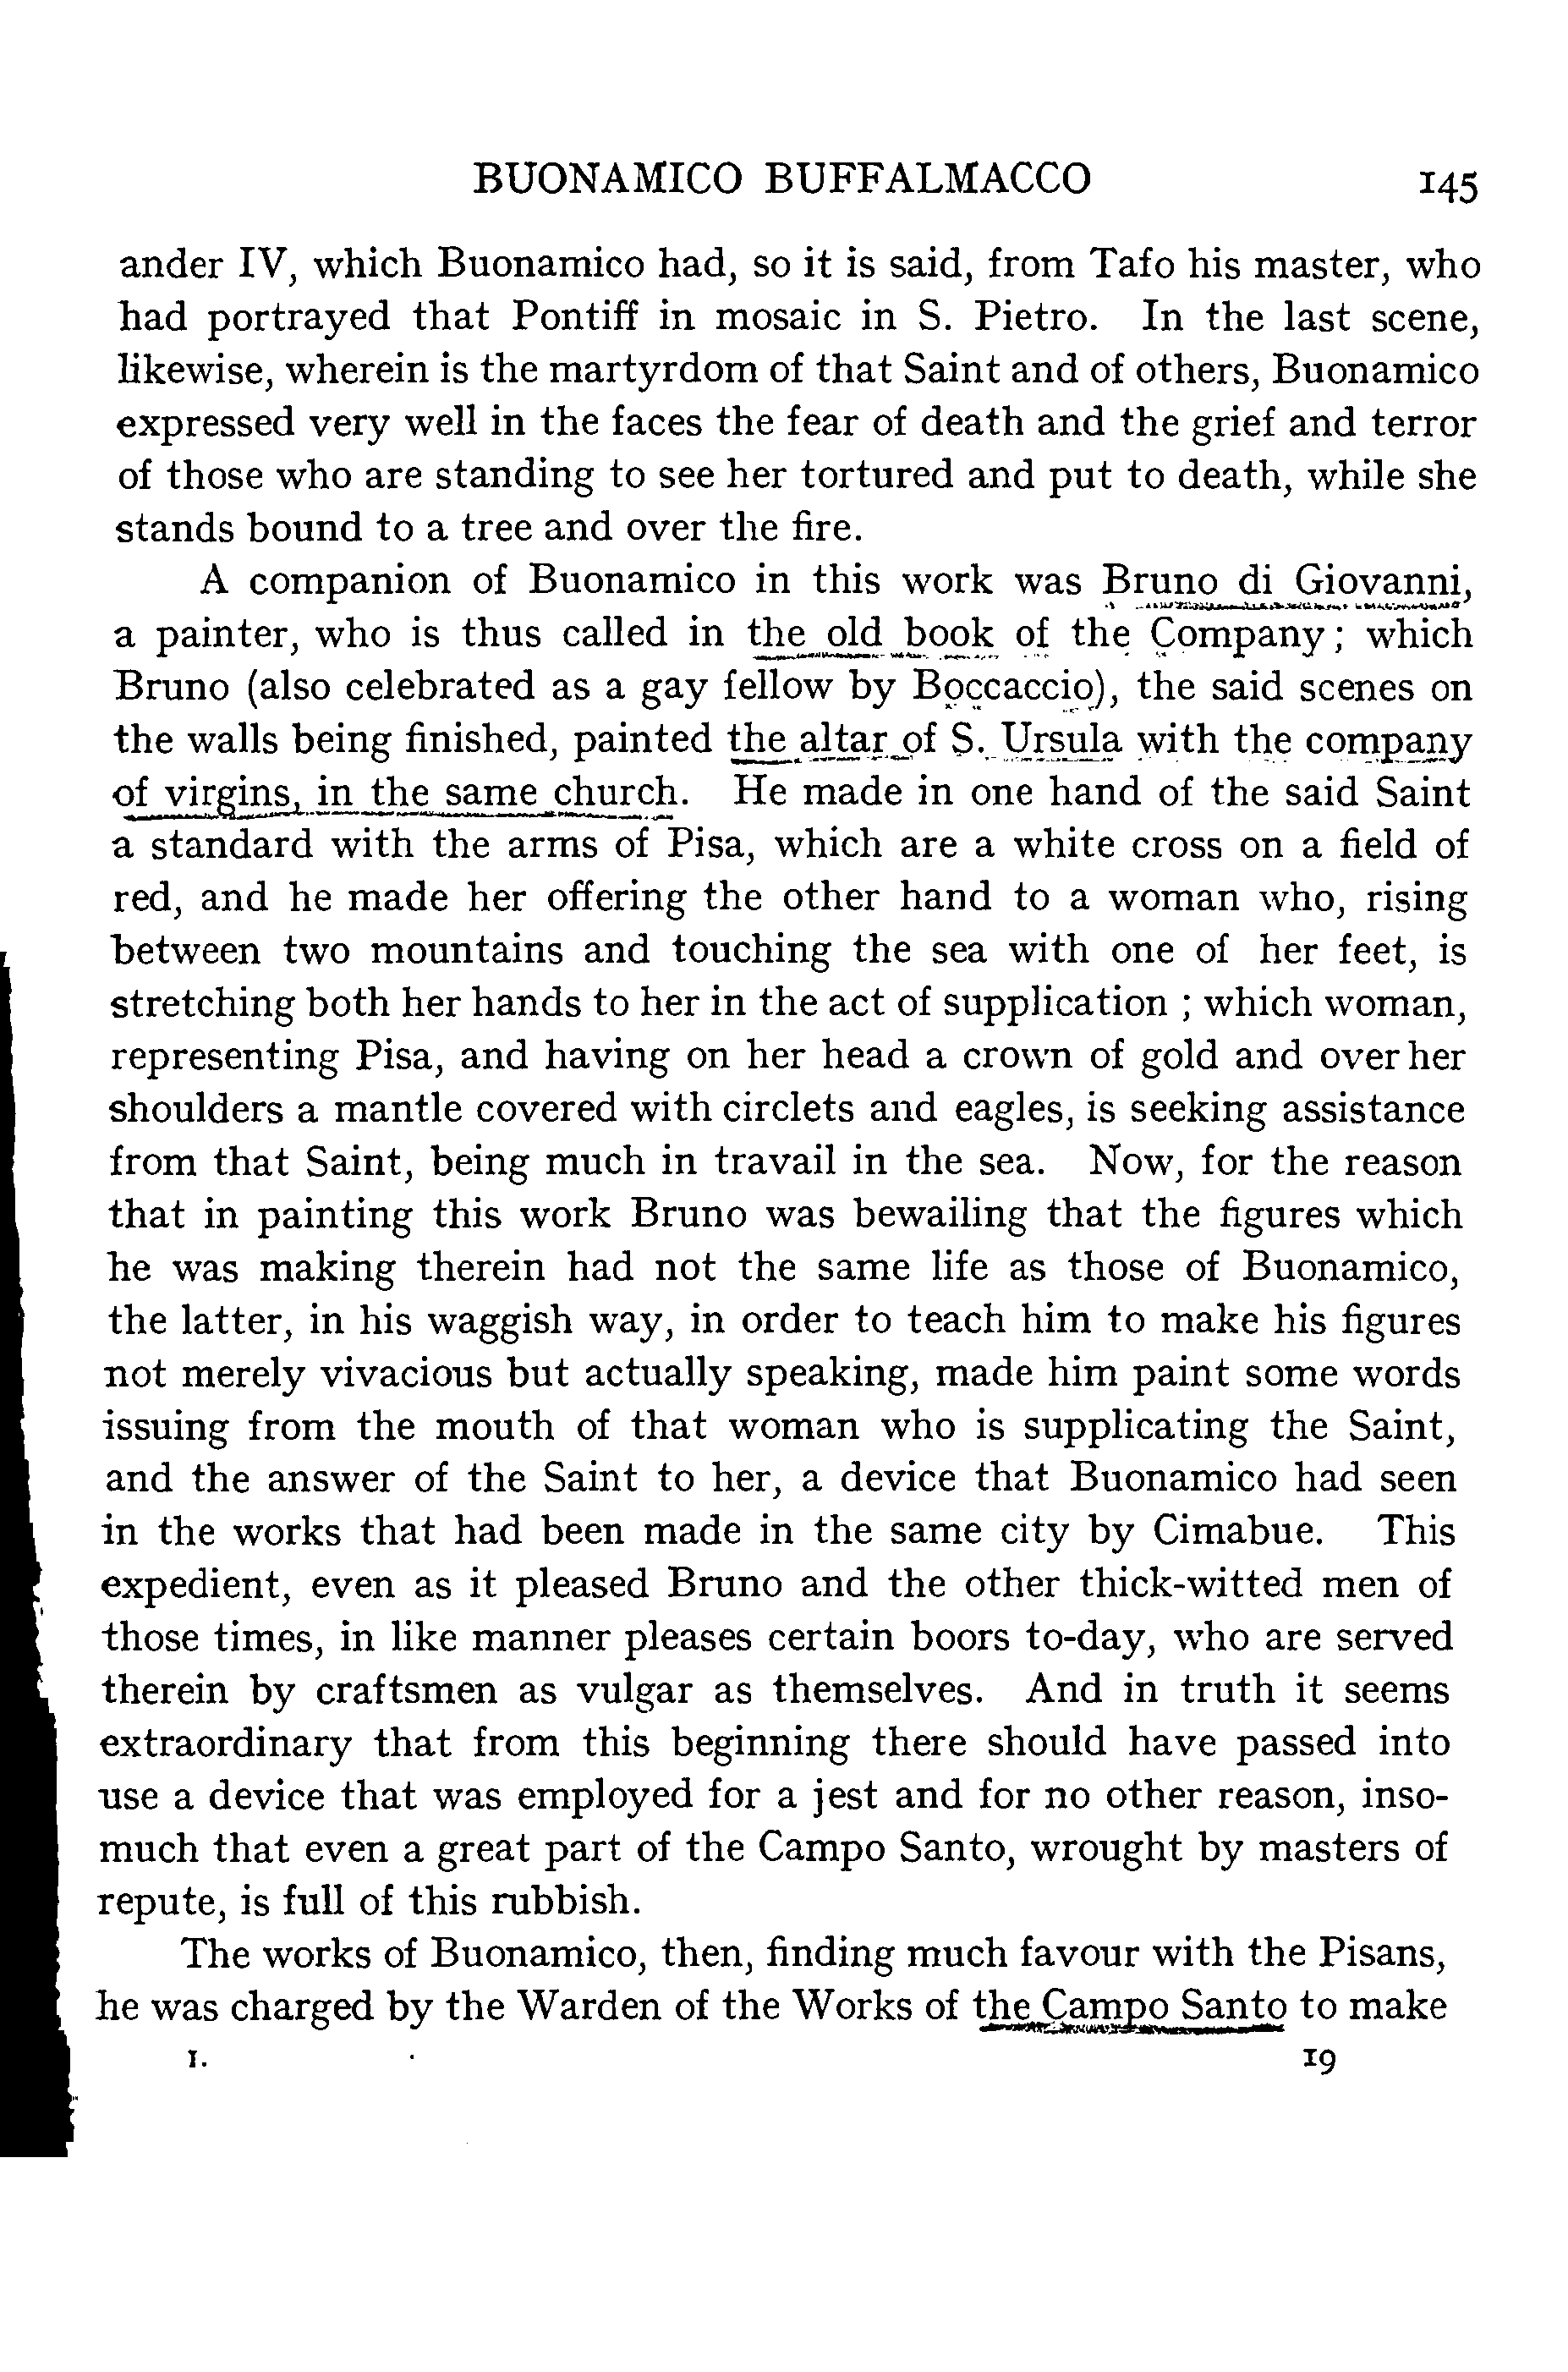 BUONAMICO BUFFALMACCO 145
ander IV, which Buonamico had, so it is said, from Tafo his master, who
had portrayed that Pontiff in mosaic in S. Pietro. In the last scene,
likewise, wherein is the martyrdom of that Saint and of others, Buonamico
expressed very well in the faces the fear of death and the grief and terror
of those who are standing to see her tortured and put to death, while she
stands bound to a tree and over the fire.
A companion of Buonamico in this work was Bruno di Giovanni,
a painter, who is thus called in the old book of the Company; which
Bruno (also celebrated as a gay fellow by Boccaccio), the said scenes on
the walls being finished, painted the altar of S. Ursula with the company
of virgins, in the same church. He made in one hand of the said Saint
a standard with the arms of Pisa, which are a white cross on a field of
red, and he made her offering the other hand to a woman who, rising
between two mountains and touching the sea with one of her feet, is
stretching both her hands to her in the act of supplication ; which woman,
representing Pisa, and having on her head a crown of gold and over her
shoulders a mantle covered with circlets and eagles, is seeking assistance
from that Saint, being much in travail in the sea. Now, for the reason
that in painting this work Bruno was bewailing that the figures which
he was making therein had not the same life as those of Buonamico,
the latter, in his waggish way, in order to teach him to make his figures
not merely vivacious but actually speaking, made him paint some words
issuing from the mouth of that woman who is supplicating the Saint,
and the answer of the Saint to her, a device that Buonamico had seen
in the works that had been made in the same city by Cimabue. This
expedient, even as it pleased Bruno and the other thick-witted men of
those times, in like manner pleases certain boors to-day, who are served
therein by craftsmen as vulgar as themselves. And in truth it seems
extraordinary that from this beginning there should have passed into
use a device that was employed for a jest and for no other reason, inso-
much that even a great part of the Campo Santo, wrought by masters of
repute, is full of this rubbish.
The works of Buonamico, then, finding much favour with the Pisans,
he was charged by the Warden of the Works of the Campo Santo to make
I. 19